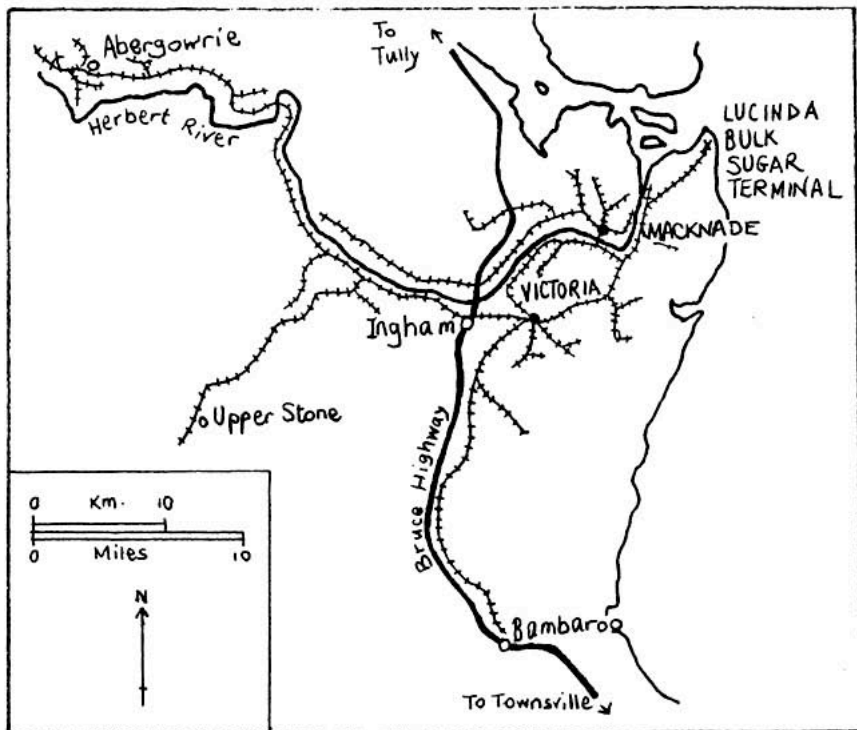 Abergowrie
To
Tully
Herbert River
LUCINDA
BULK
SUGAR
TERMINAL
MACKNADE
VICTORIA
Ingham
Upper Stone
Bruce Highway
0 Km. 10
0 Miles 10
N
Bambaroo
To Townsville